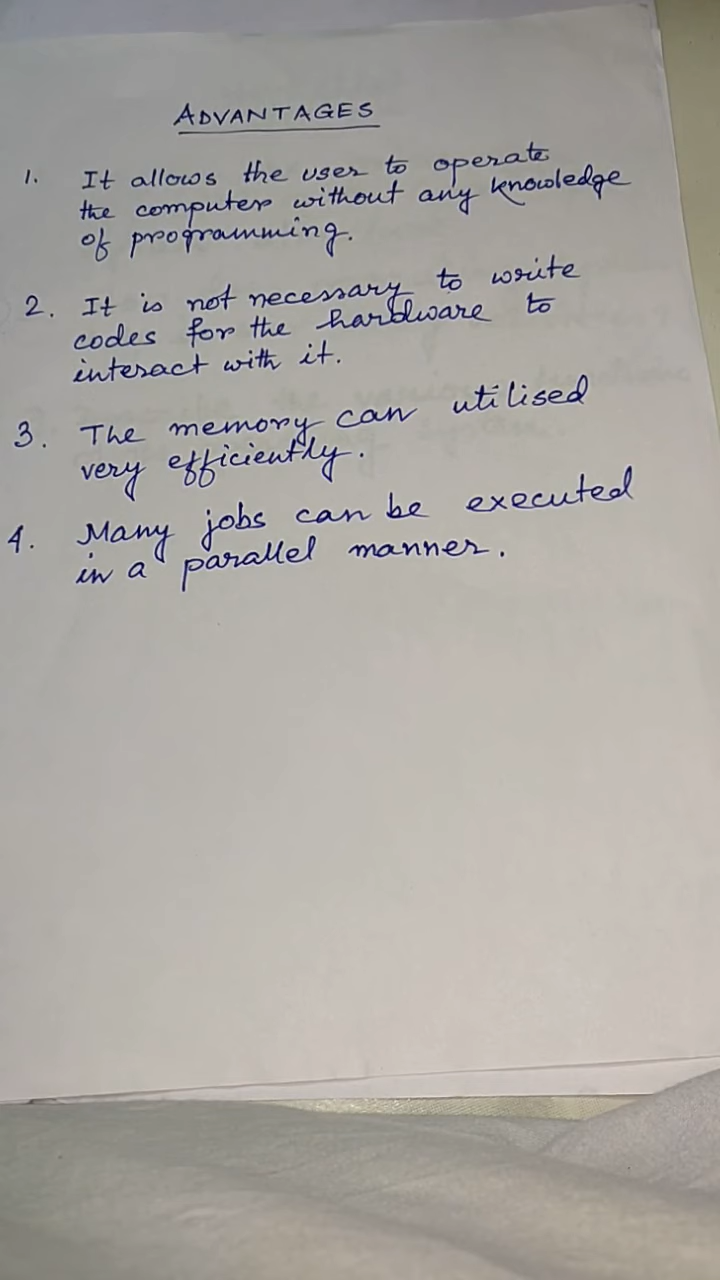 ADVANTAGES
1. It allows the user to operate
the computer without any knowledge
of programming.
2. It is not necessary to write
codes for the hardware to
interact with it.
3. The memory can utilised
very efficiently.
4. Many jobs can be executed
in a parallel manner.